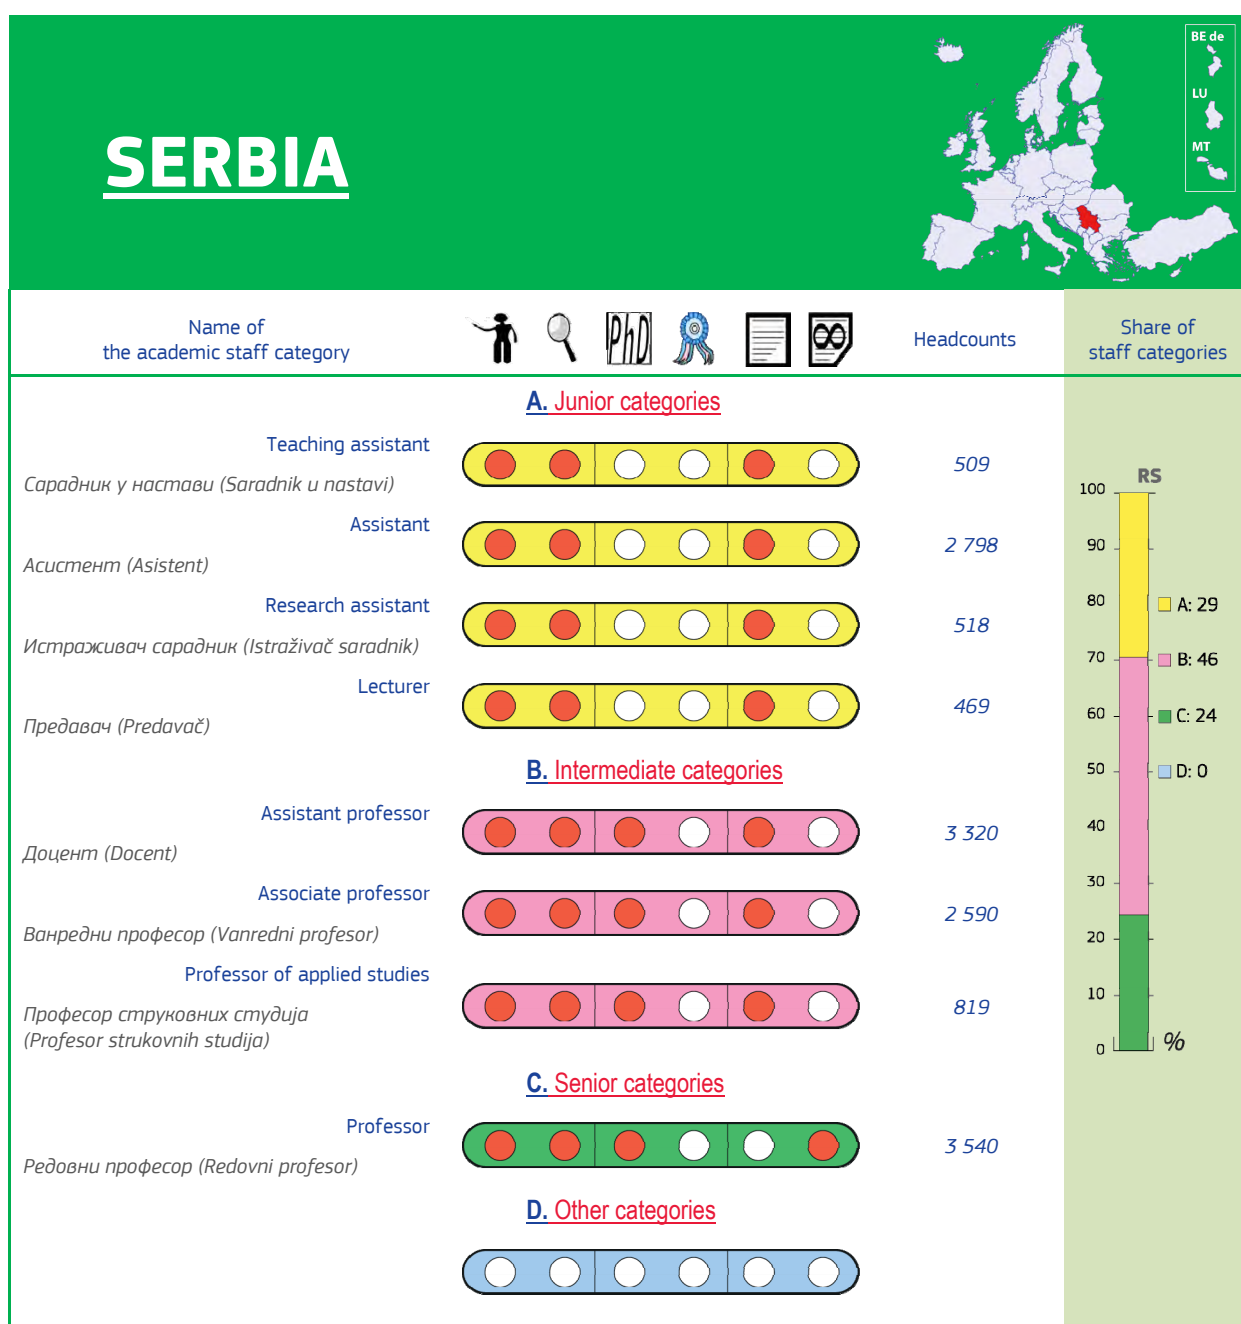 BE de
LU
MT
SERBIA
Name of
the academic staff category
PhD
Headcounts
Share of
staff categories
A. Junior categories
Teaching assistant
Сарадник у настави (Saradnik u nastavi)
509
Assistant
Асистент (Asistent)
2 798
Research assistant
Истраживач сарадник (Istraživač saradnik)
518
Lecturer
Предавач (Predavač)
469
B. Intermediate categories
Assistant professor
Доцент (Docent)
3 320
Associate professor
Ванредни професор (Vanredni profesor)
2 590
Professor of applied studies
Професор струковних студија
(Profesor strukovnih studija)
819
C. Senior categories
Professor
Редовни професор (Redovni profesor)
3 540
D. Other categories
RS
100
90
80
70
60
50
40
30
20
10
0
%
A: 29
B: 46
C: 24
D: 0